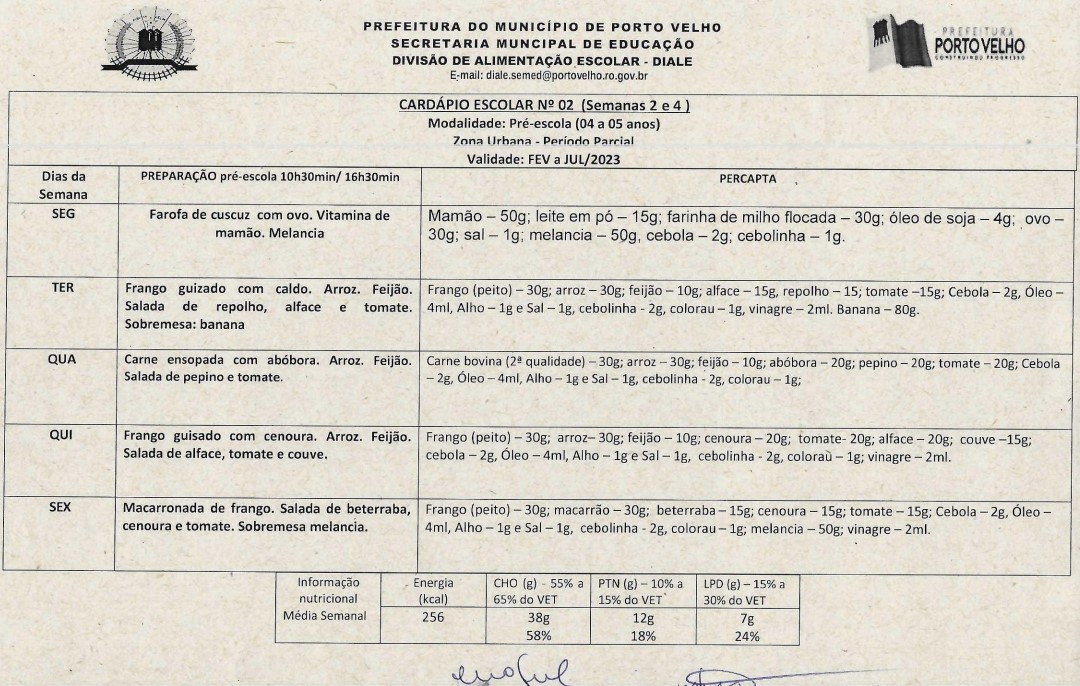 PREFEITURA DO MUNICÍPIO DE PORTO VELHO
SECRETARIA MUNCIPAL DE EDUCAÇÃO
DIVISÃO DE ALIMENTAÇÃO ESCOLAR - DIALE
E-mail: diale.semed@portovelho.ro.gov.br
PREFEITURA
PORTO VELHO
CONSTRUINDO PROGRESSO
CARDÁPIO ESCOLAR Nº 02 (Semanas 2 e 4 )
Modalidade: Pré-escola (04 a 05 anos)
Zona Urbana - Período Parcial
Validade: FEV a JUL/2023
Dias da
Semana
PREPARAÇÃO pré-escola 10h30min/ 16h30min
PERCAPTA
SEG
Farofa de cuscuz com ovo. Vitamina de
mamão. Melancia
Mamão – 50g; leite em pó – 15g; farinha de milho flocada – 30g; óleo de soja – 4g; ovo –
30g; sal – 1g; melancia – 50g, cebola – 2g; cebolinha – 1g.
TER
Frango guizado com caldo. Arroz. Feijão.
Salada de repolho, alface e tomate.
Sobremesa: banana
Frango (peito) – 30g; arroz – 30g; feijão – 10g; alface – 15g, repolho – 15; tomate –15g; Cebola – 2g, Óleo –
4ml, Alho – 1g e Sal – 1g, cebolinha - 2g, colorau – 1g, vinagre – 2ml. Banana – 80g.
QUA
Carne ensopada com abóbora. Arroz. Feijão.
Salada de pepino e tomate.
Carne bovina (2ª qualidade) – 30g; arroz – 30g; feijão – 10g; abóbora – 20g; pepino – 20g; tomate – 20g; Cebola
– 2g, Óleo – 4ml, Alho – 1g e Sal – 1g, cebolinha - 2g, colorau – 1g;
QUI
Frango guisado com cenoura. Arroz. Feijão.
Salada de alface, tomate e couve.
Frango (peito) – 30g; arroz– 30g; feijão – 10g; cenoura – 20g; tomate- 20g; alface – 20g; couve –15g;
cebola – 2g, Óleo – 4ml, Alho – 1g e Sal – 1g, cebolinha - 2g, colorau – 1g; vinagre – 2ml.
SEX
Macarronada de frango. Salada de beterraba,
cenoura e tomate. Sobremesa melancia.
Frango (peito) – 30g; macarrão – 30g; beterraba – 15g; cenoura – 15g; tomate – 15g; Cebola – 2g, Óleo –
4ml, Alho – 1g e Sal – 1g, cebolinha - 2g, colorau – 1g; melancia – 50g; vinagre – 2ml.
Informação
nutricional
Média Semanal
Energia
(kcal)
CHO (g) - 55% a
65% do VET
PTN (g) – 10% a
15% do VET
LPD (g) – 15% a
30% do VET
256
38g
12g
7g
58%
18%
24%